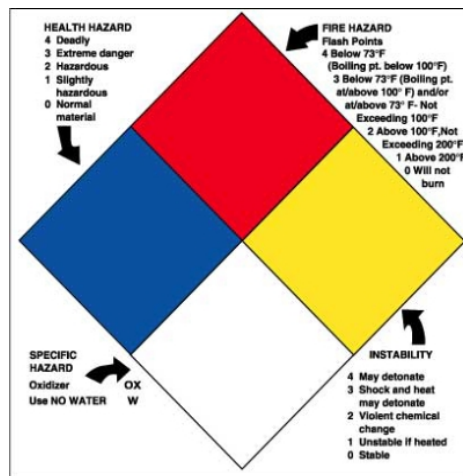 HEALTH HAZARD
4 Deadly
3 Extreme danger
2 Hazardous
1 Slightly
hazardous
0 Normal
material
FIRE HAZARD
Flash Points
4 Below 73°F
(Boiling pt. below 100°F)
3 Below 73°F (Boiling pt.
at/above 100° F) and/or
at/above 73° F- Not
Exceeding 100°F
2 Above 100°F,Not
Exceeding 200°F
1 Above 200°F
0 Will not
burn
SPECIFIC
HAZARD
Oxidizer OX
Use NO WATER W
INSTABILITY
4 May detonate
3 Shock and heat
may detonate
2 Violent chemical
change
1 Unstable if heated
0 Stable